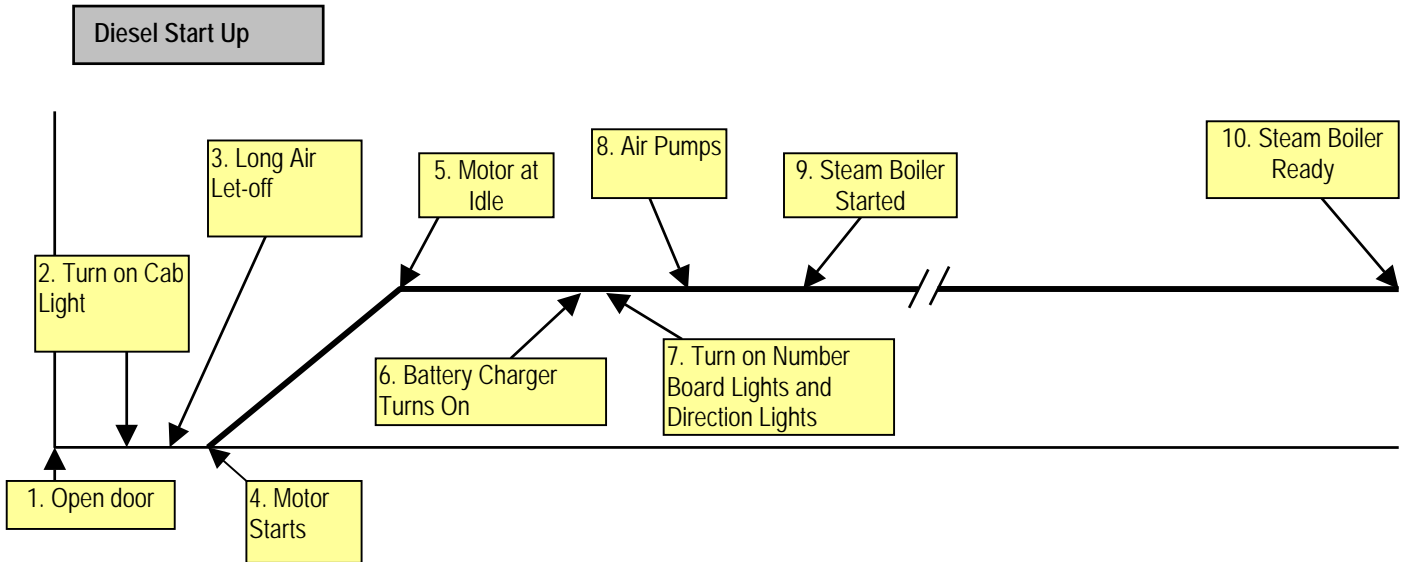 Diesel Start Up
3. Long Air
Let-off
5. Motor at
Idle
8. Air Pumps
9. Steam Boiler
Started
10. Steam Boiler
Ready
2. Turn on Cab
Light
6. Battery Charger
Turns On
7. Turn on Number
Board Lights and
Direction Lights
1. Open door
4. Motor
Starts